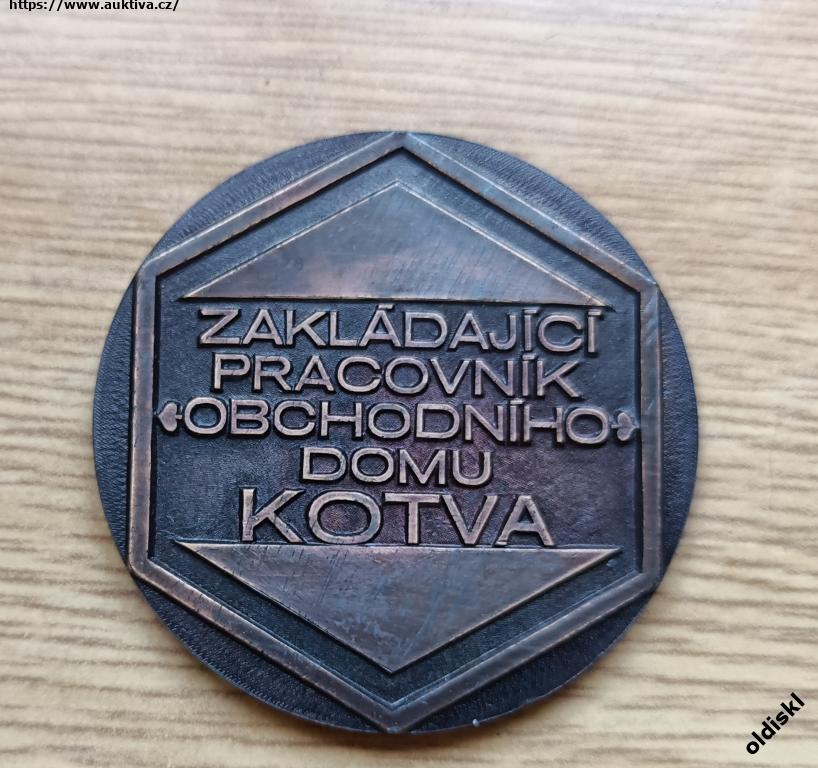 https://www.auktiva.cz/
ZAKLÁDAJÍCÍ
PRACOVNÍK
OBCHODNÍHO
DOMU
KOTVA
oldiskl